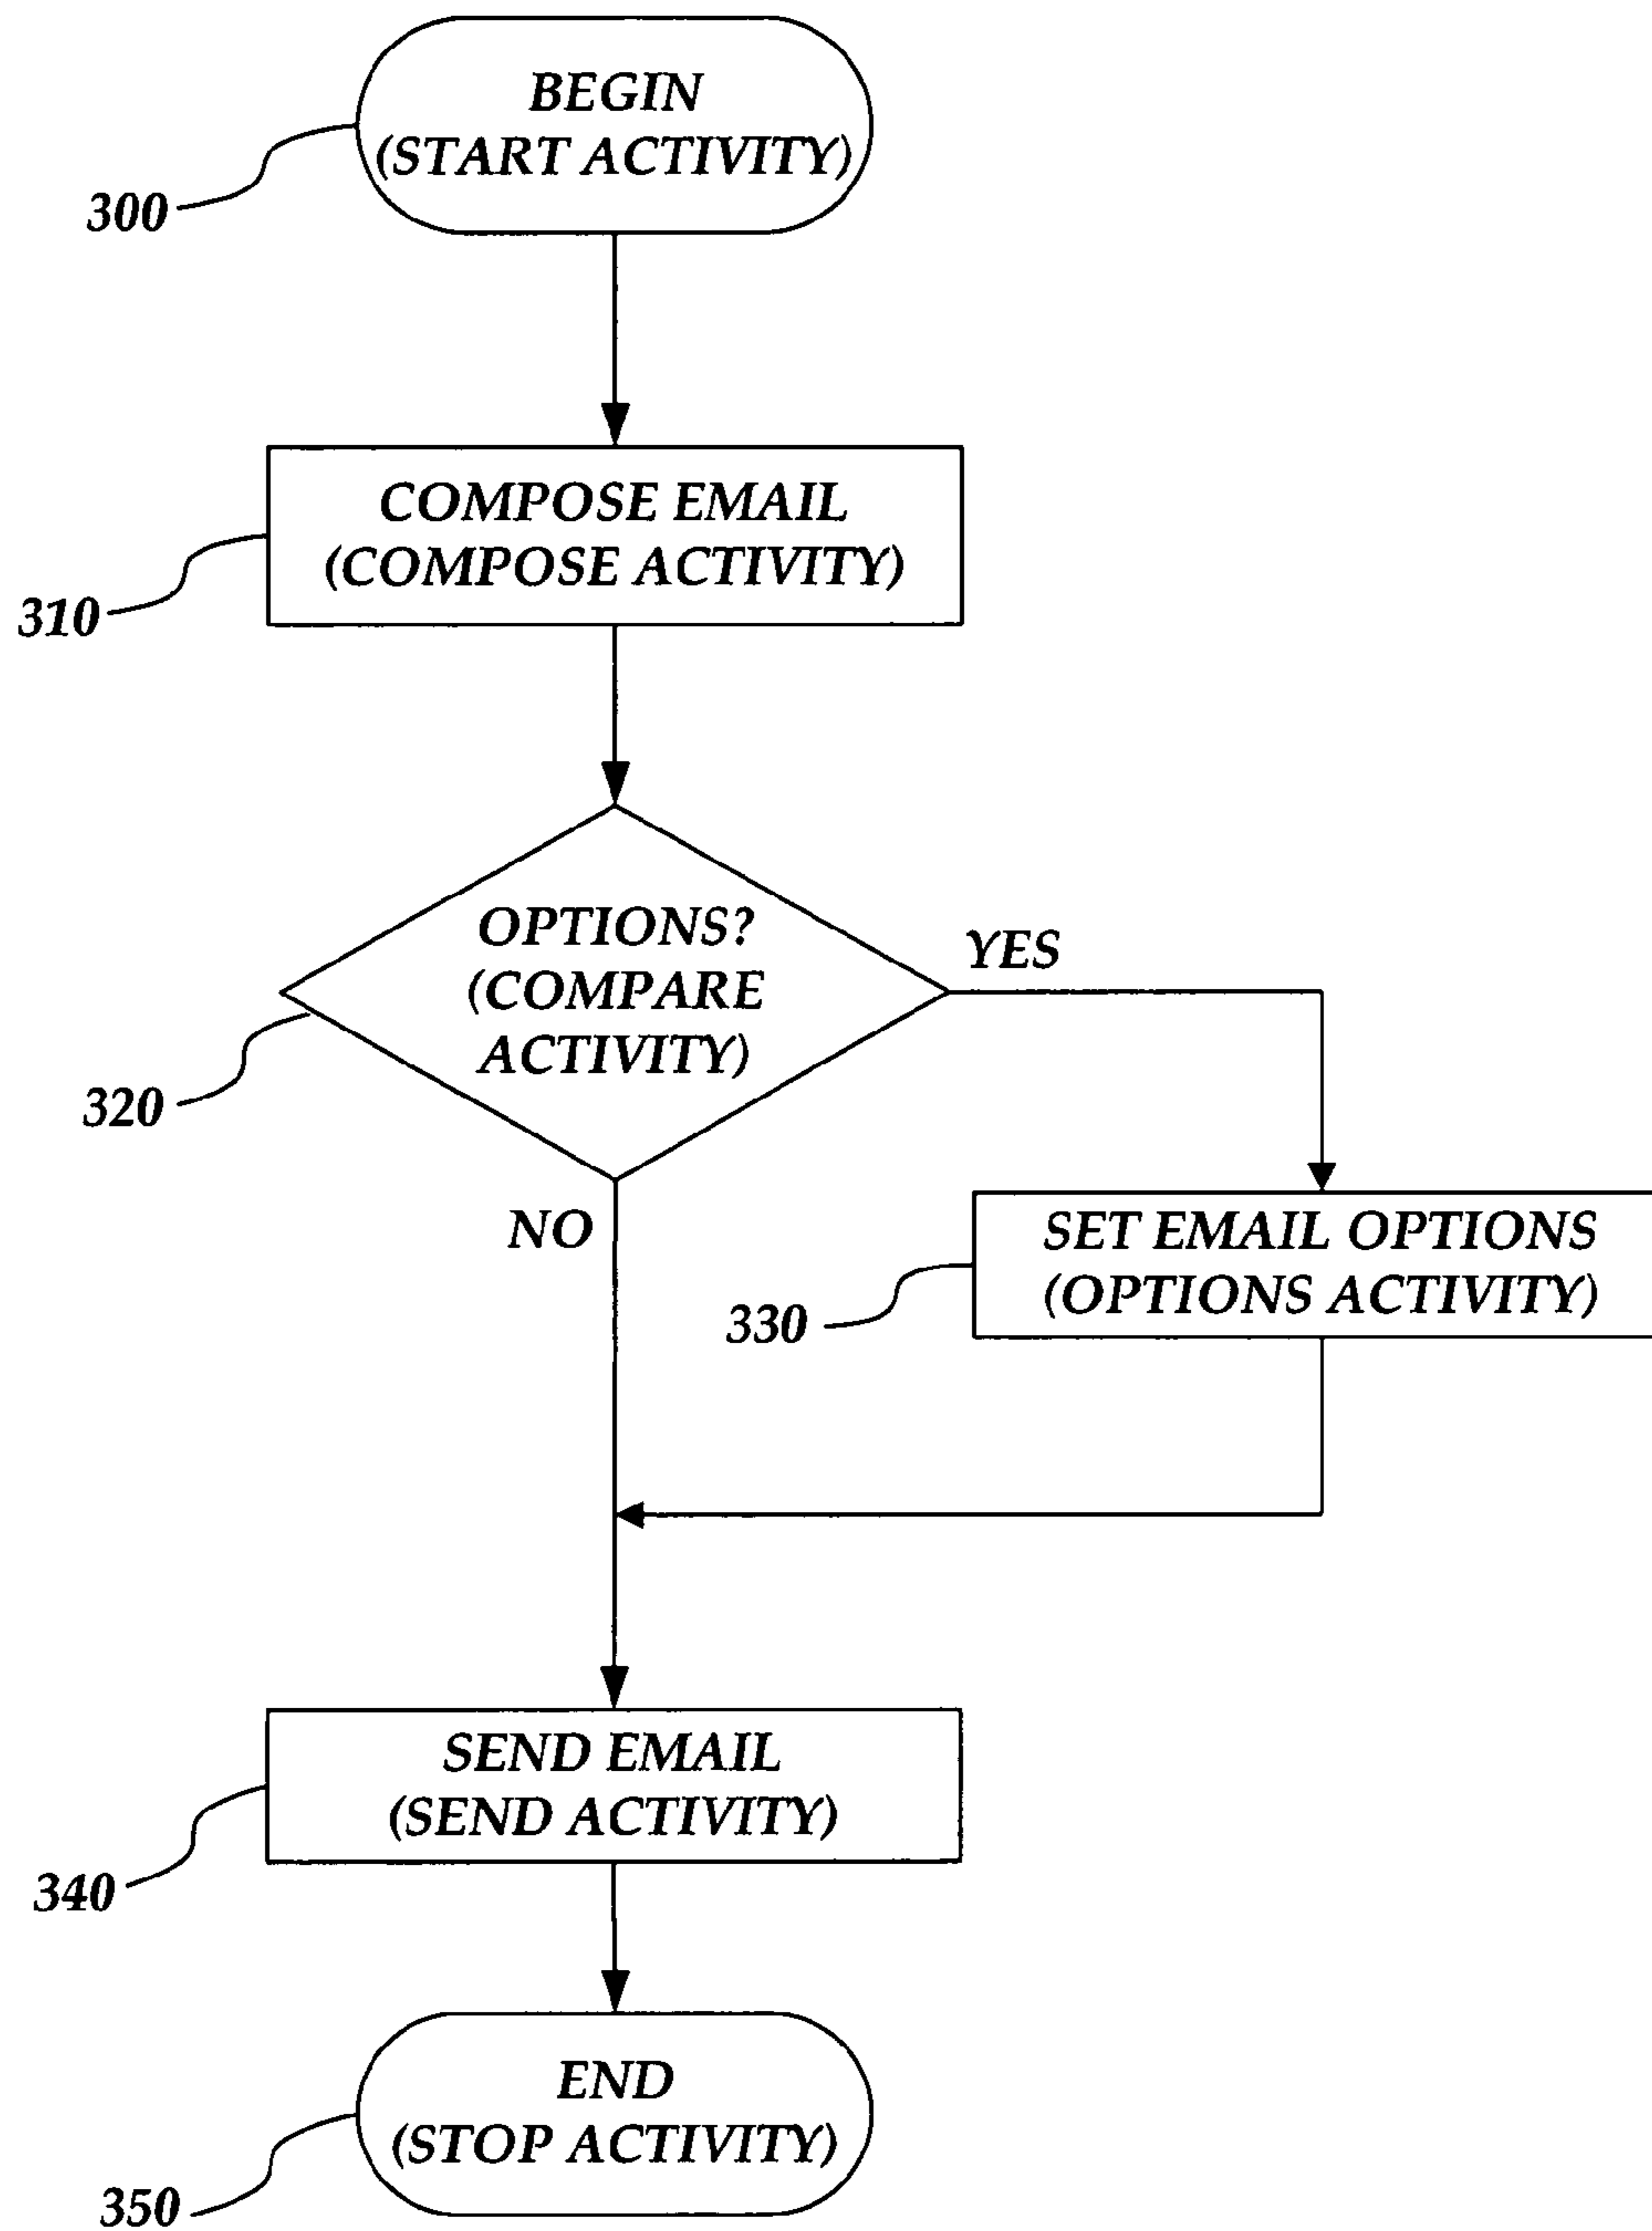 BEGIN
(START ACTIVITY)
300
COMPOSE EMAIL
(COMPOSE ACTIVITY)
310
OPTIONS?
(COMPARE
ACTIVITY)
YES
320
NO
SET EMAIL OPTIONS
(OPTIONS ACTIVITY)
330
SEND EMAIL
(SEND ACTIVITY)
340
END
(STOP ACTIVITY)
350